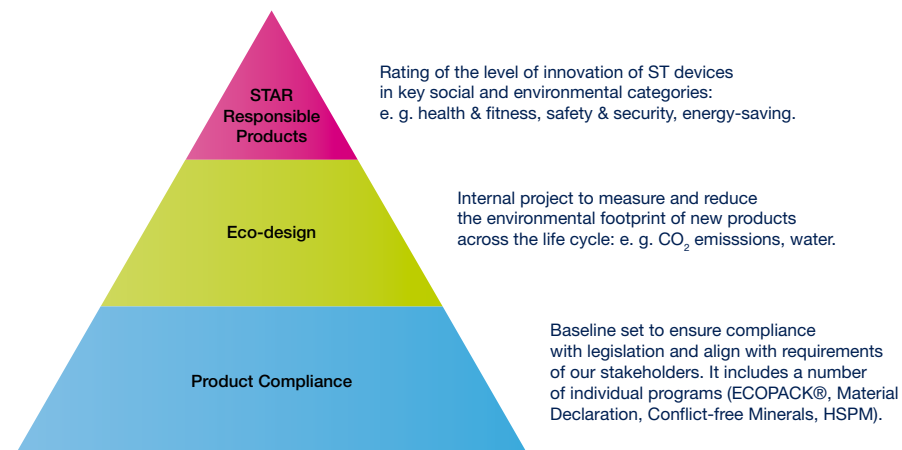 STAR
Responsible
Products
Rating of the level of innovation of ST devices
in key social and environmental categories:
e. g. health & fitness, safety & security, energy-saving.
Eco-design
Internal project to measure and reduce
the environmental footprint of new products
across the life cycle: e. g. CO₂ emisssions, water.
Product Compliance
Baseline set to ensure compliance
with legislation and align with requirements
of our stakeholders. It includes a number
of individual programs (ECOPACK®, Material
Declaration, Conflict-free Minerals, HSPM).